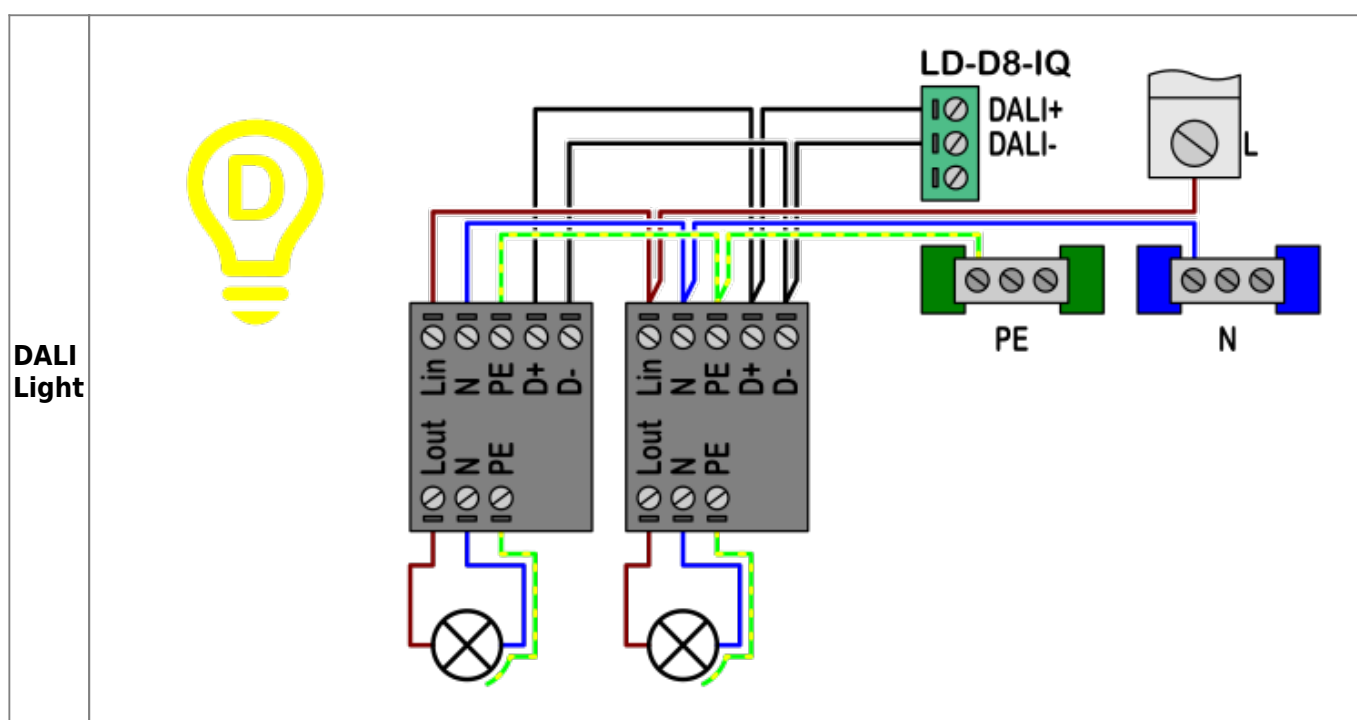 LD-D8-IQ
DALI+
DALI-
L
D
PE
N
DALI
Light
Lin N PE D+ D-
Lout N PE
Lin N PE D+ D-
Lout N PE